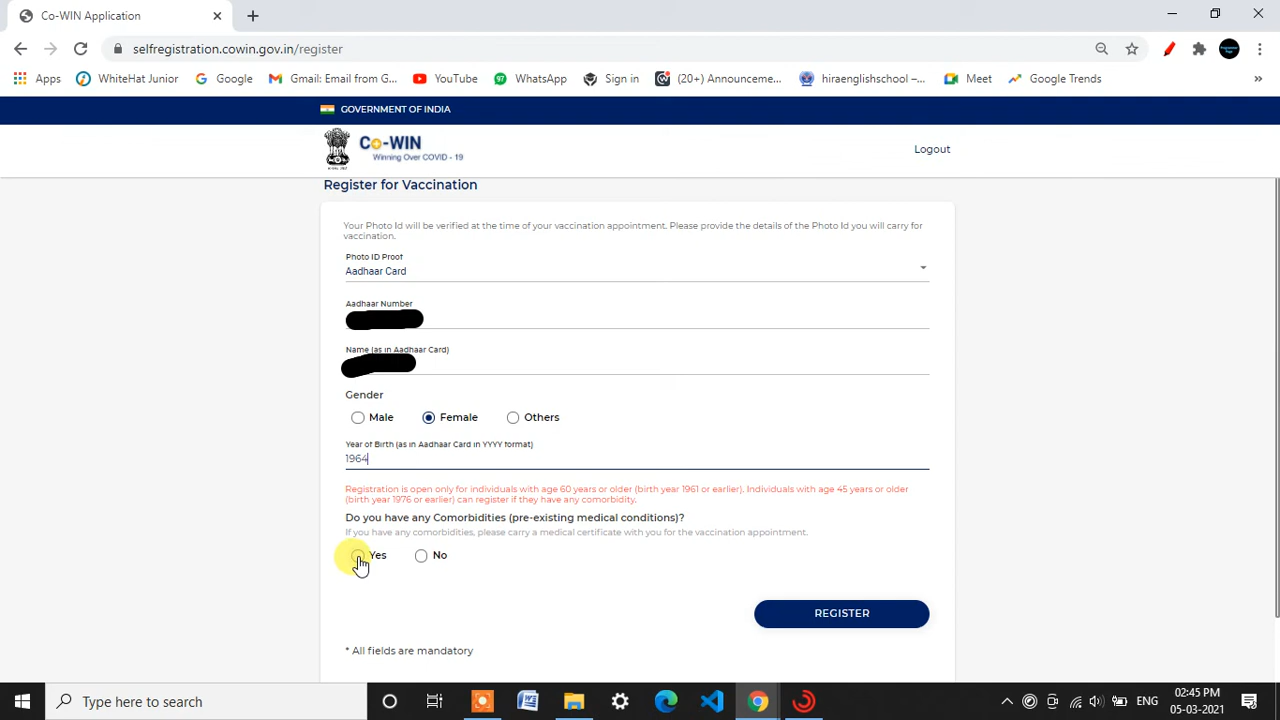 Co-WIN Application
selfregistration.cowin.gov.in/register
Apps WhiteHat Junior Google Gmail: Email from G... YouTube 97 WhatsApp Sign in (20+) Announceme... hiraenglishschool –... Meet Google Trends »
GOVERNMENT OF INDIA
Co-WIN
Winning Over COVID - 19
Logout
Register for Vaccination
Your Photo Id will be verified at the time of your vaccination appointment. Please provide the details of the Photo Id you will carry for
vaccination.
Photo ID Proof
Aadhaar Card
Aadhaar Number
Name (as in Aadhaar Card)
Gender
Male Female Others
Year of Birth (as in Aadhaar Card in YYYY format)
1964
Registration is open only for individuals with age 60 years or older (birth year 1961 or earlier). Individuals with age 45 years or older
(birth year 1976 or earlier) can register if they have any comorbidity.
Do you have any Comorbidities (pre-existing medical conditions)?
If you have any comorbidities, please carry a medical certificate with you for the vaccination appointment.
Yes No
REGISTER
* All fields are mandatory
Type here to search
ENG
02:45 PM
05-03-2021